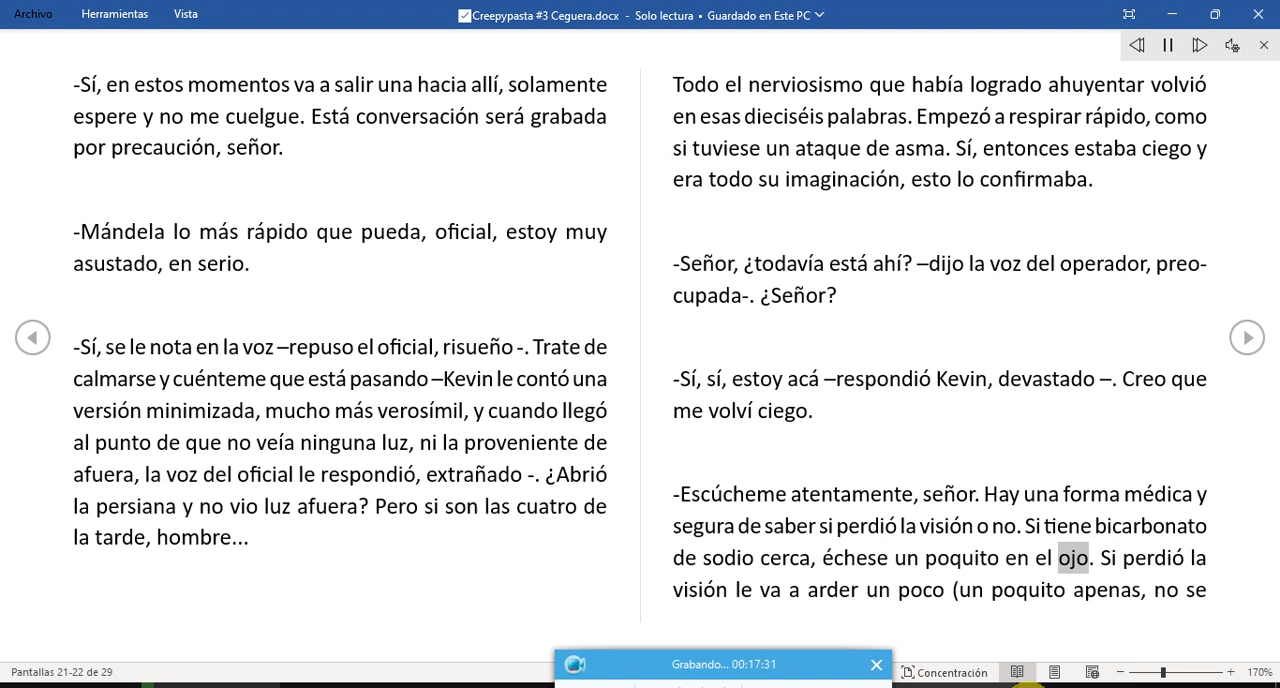 Archivo Herramientas Vista Creepypasta #3 Ceguera.docx - Solo lectura • Guardado en Este PC
-Sí, en estos momentos va a salir una hacia allí, solamente
espere y no me cuelgue. Está conversación será grabada
por precaución, señor.
-Mándela lo más rápido que pueda, oficial, estoy muy
asustado, en serio.
-Sí, se le nota en la voz –repuso el oficial, risueño -. Trate de
calmarse y cuénteme que está pasando –Kevin le contó una
versión minimizada, mucho más verosímil, y cuando llegó
al punto de que no veía ninguna luz, ni la proveniente de
afuera, la voz del oficial le respondió, extrañado -. ¿Abrió
la persiana y no vio luz afuera? Pero si son las cuatro de
la tarde, hombre...
Todo el nerviosismo que había logrado ahuyentar volvió
en esas dieciséis palabras. Empezó a respirar rápido, como
si tuviese un ataque de asma. Sí, entonces estaba ciego y
era todo su imaginación, esto lo confirmaba.
-Señor, ¿todavía está ahí? –dijo la voz del operador, preo-
cupada-. ¿Señor?
-Sí, sí, estoy acá –respondió Kevin, devastado –. Creo que
me volví ciego.
-Escúcheme atentamente, señor. Hay una forma médica y
segura de saber si perdió la visión o no. Si tiene bicarbonato
de sodio cerca, échese un poquito en el ojo. Si perdió la
visión le va a arder un poco (un poquito apenas, no se
Grabando... 00:17:31
Pantallas 21-22 de 29 Concentración 170%